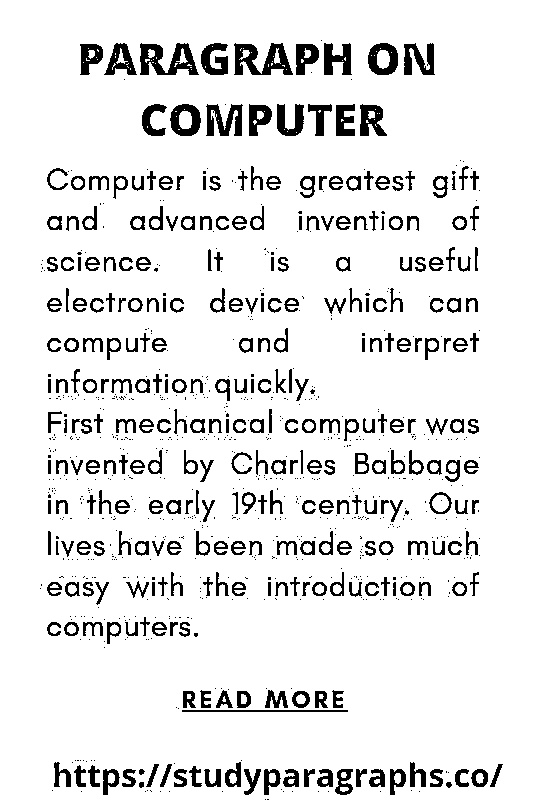 PARAGRAPH ON
COMPUTER
Computer is the greatest gift
and advanced invention of
science. It is a useful
electronic device which can
compute and interpret
information quickly.
First mechanical computer was
invented by Charles Babbage
in the early 19th century. Our
lives have been made so much
easy with the introduction of
computers.
READ MORE
https://studyparagraphs.co/